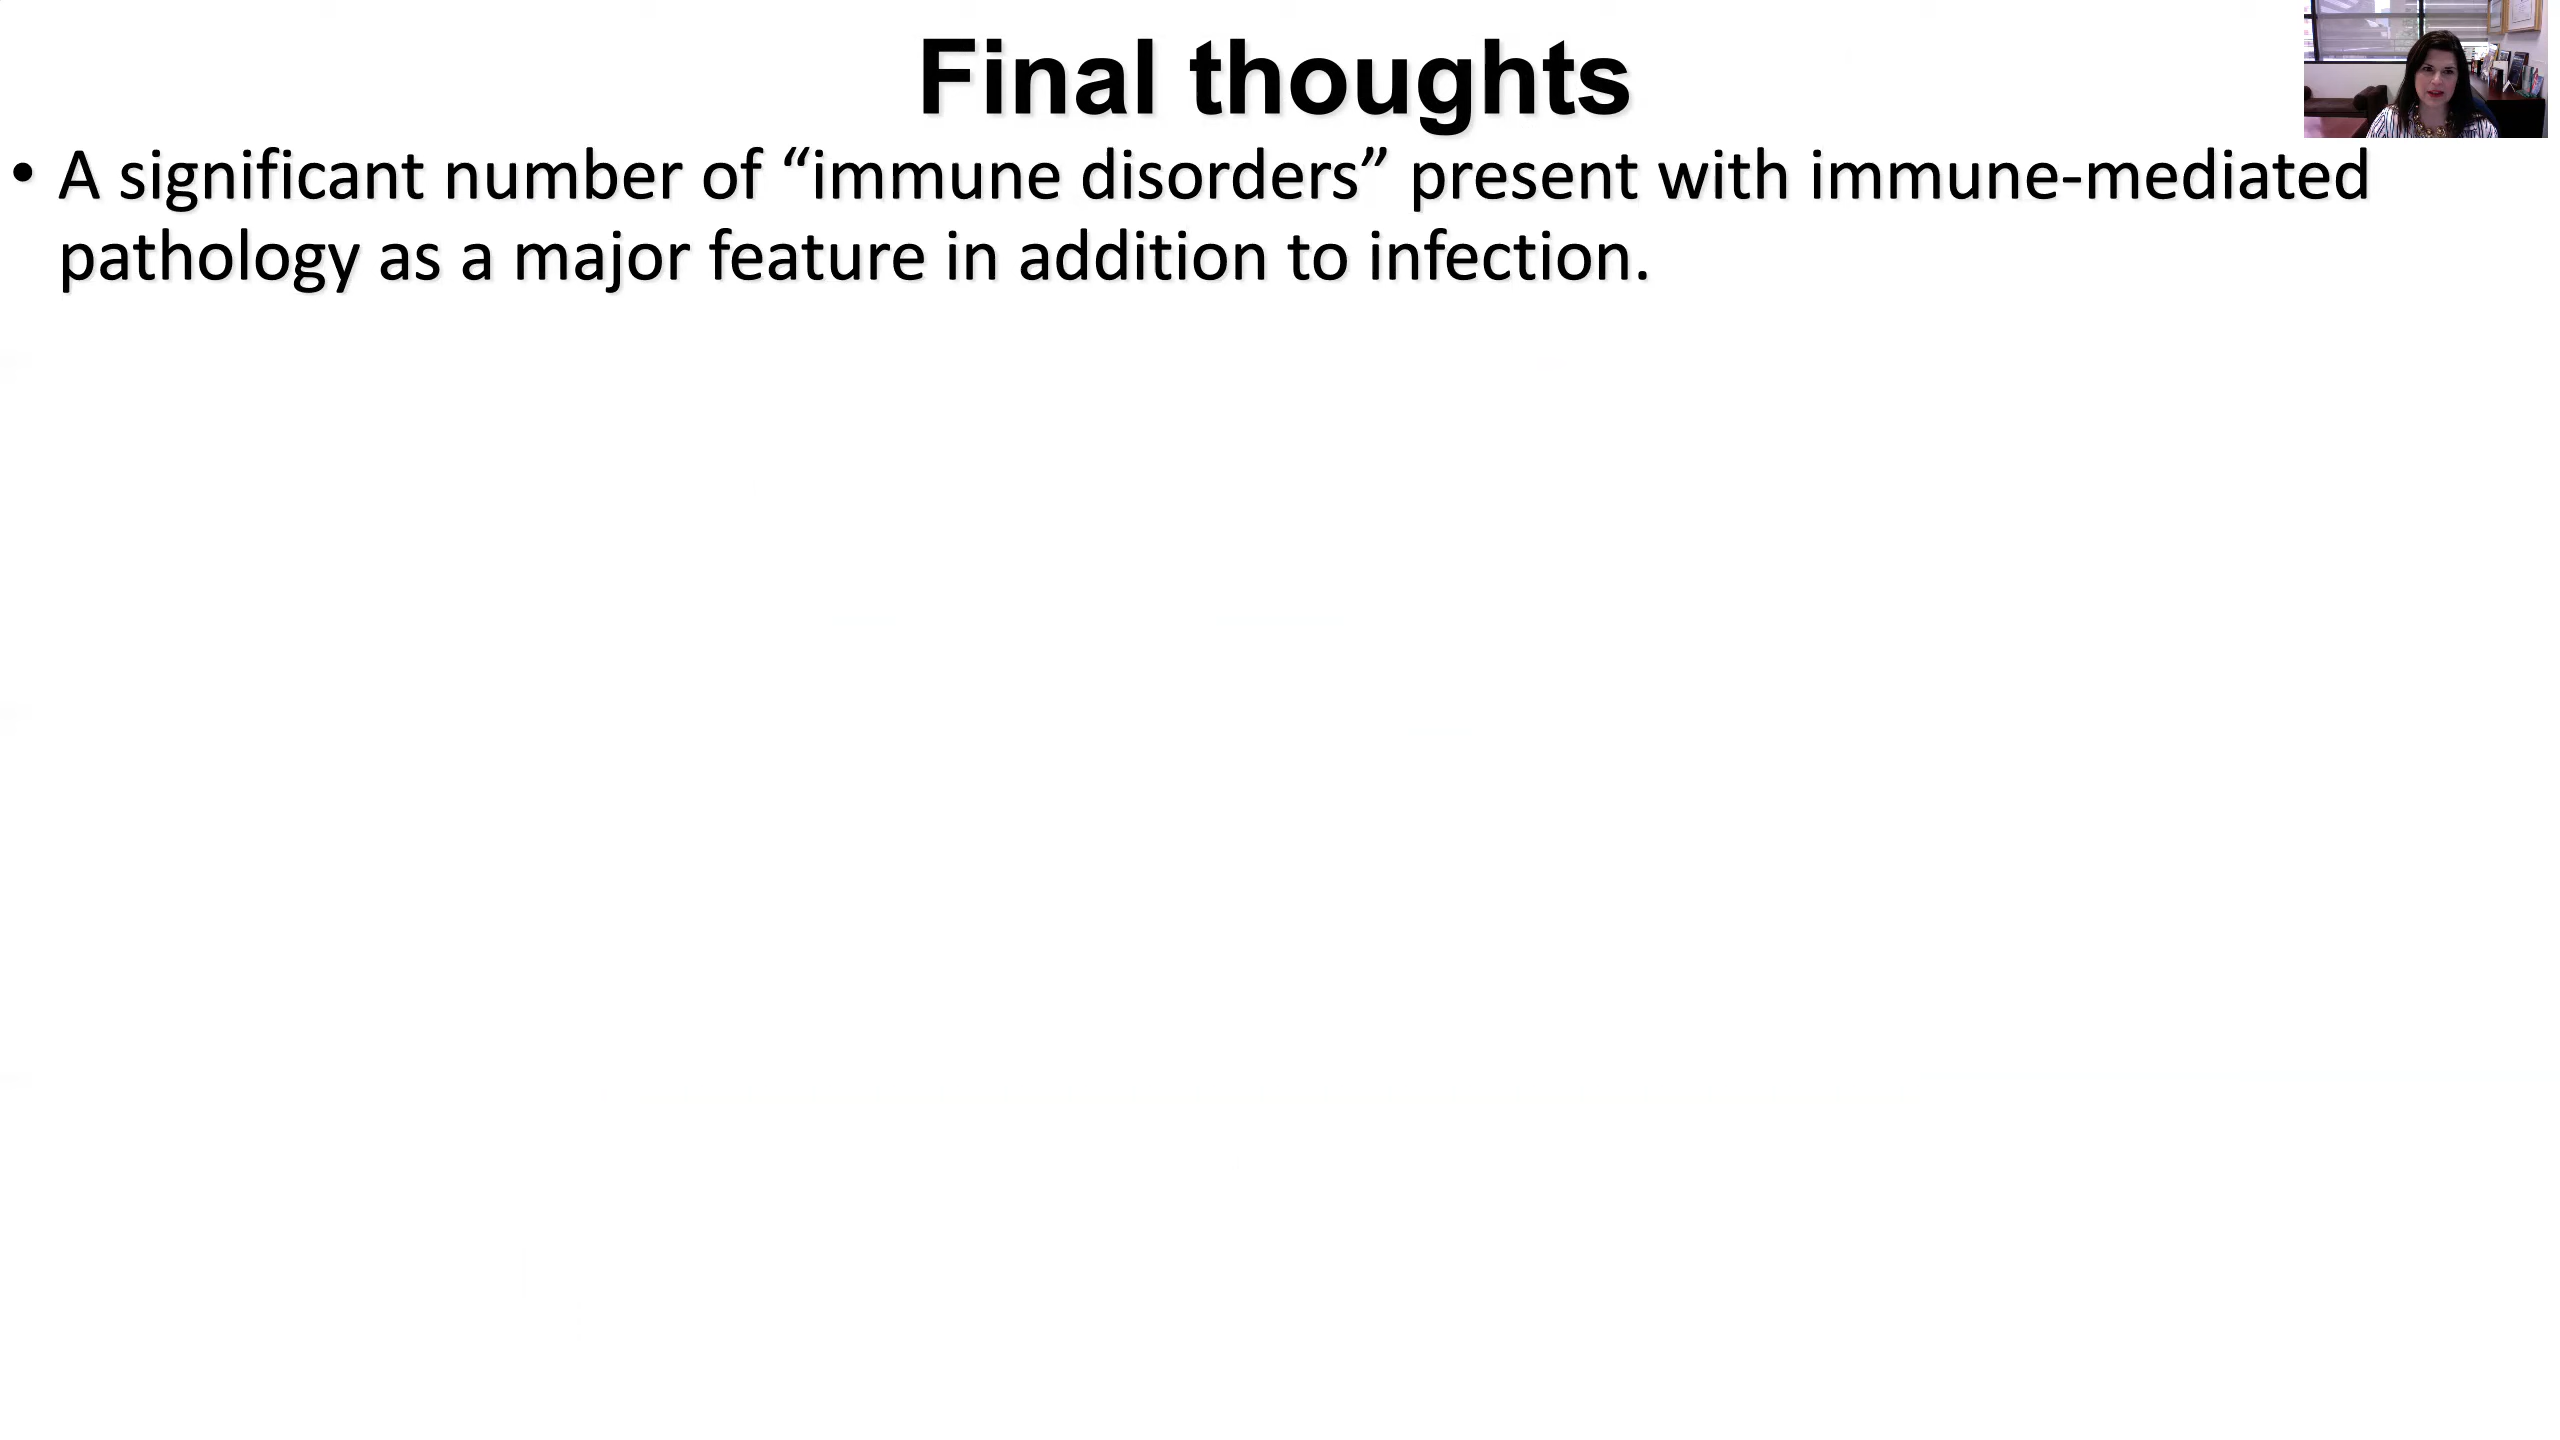 Final thoughts
• A significant number of “immune disorders” present with immune-mediated
pathology as a major feature in addition to infection.